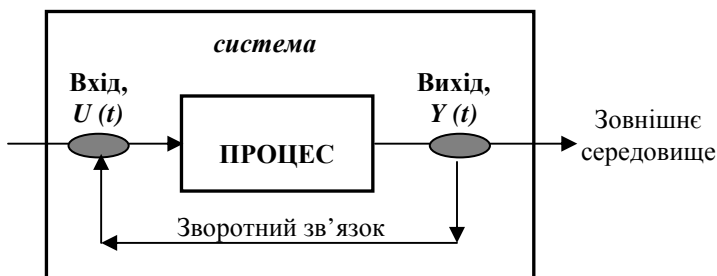 система
Вхід,
U (t)
Вихід,
Y (t)
ПРОЦЕС
Зовнішнє
середовище
Зворотний зв’язок